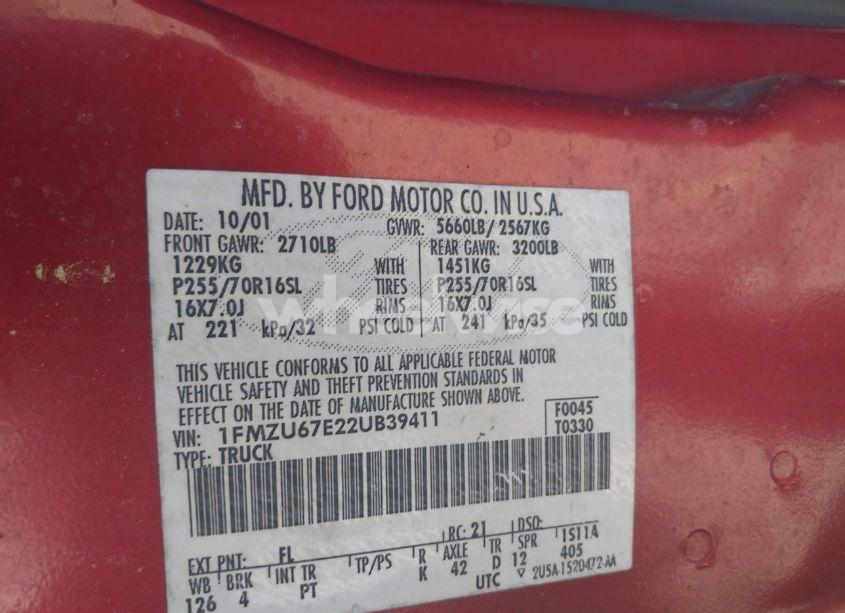 MFD. BY FORD MOTOR CO. IN U.S.A.
DATE: 10/01 GVWR: 5660LB/ 2567KG
FRONT GAWR: 2710LB REAR GAWR: 3200LB
1229KG WITH 1451KG WITH
P255/70R16SL TIRES P255/70R16SL TIRES
16X7.0J RIMS 16X7.0J RIMS
AT 221 kPa/32 PSI COLD AT 241 kPa/35 PSI COLD
THIS VEHICLE CONFORMS TO ALL APPLICABLE FEDERAL MOTOR
VEHICLE SAFETY AND THEFT PREVENTION STANDARDS IN
EFFECT ON THE DATE OF MANUFACTURE SHOWN ABOVE.
VIN: 1FMZU67E22UB39411 F0045
TYPE: TRUCK T0330
EXT PNT: FL RC: 21 DSO:
WB BRK INT TR TP/PS R AXLE TR SPR 1S11A
126 4 PT K 42 D 12 405
UTC ▽ 2U5A-1520472-AA
wheelwise